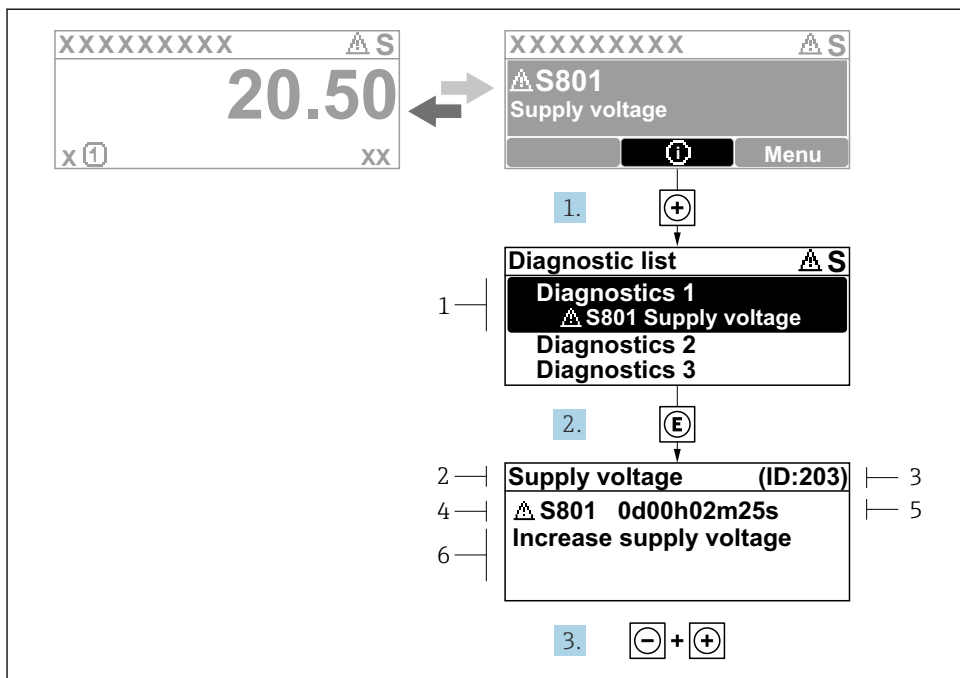 XXXXXXXXX ⚠ S
20.50
x ① xx
XXXXXXXXX ⚠ S
⚠ S801
Supply voltage
ⓘ Menu
1. ⊕
Diagnostic list ⚠ S
1
Diagnostics 1
⚠ S801 Supply voltage
Diagnostics 2
Diagnostics 3
2. Ⓔ
2 Supply voltage (ID:203) 3
4 ⚠ S801 0d00h02m25s 5
6 Increase supply voltage
3. ⊖ + ⊕